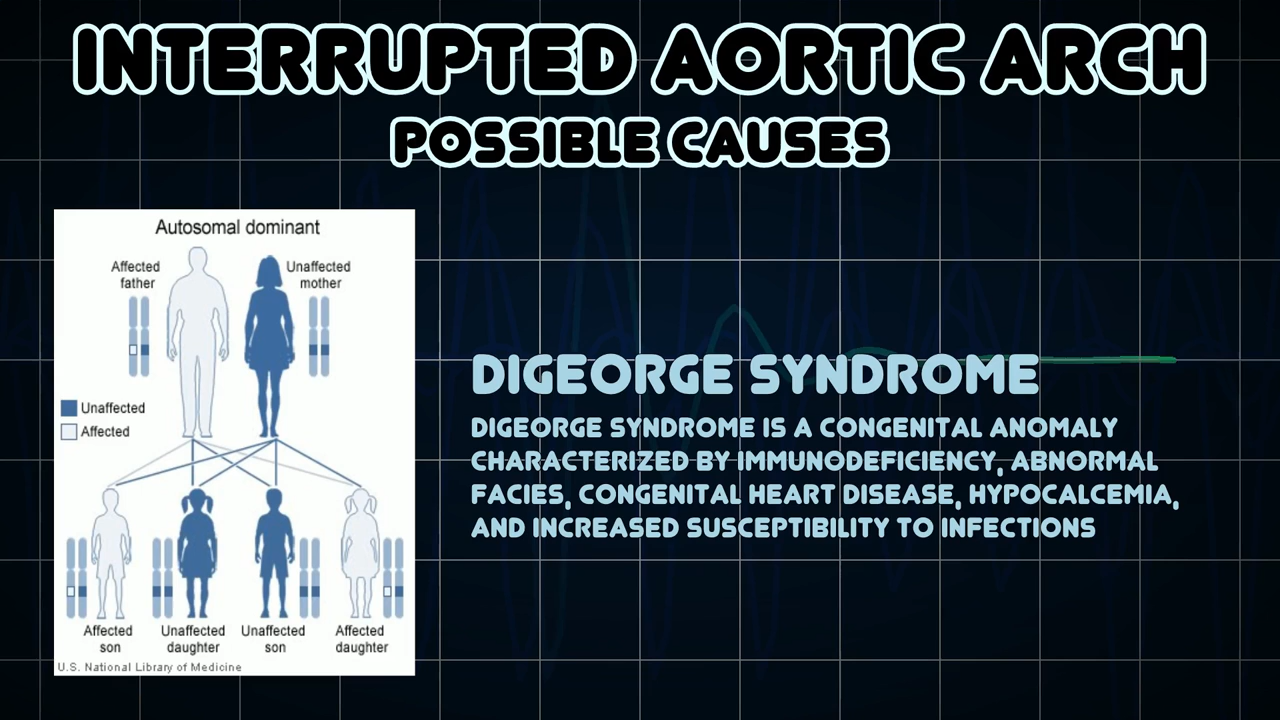 INTERRUPTED AORTIC ARCH
POSSIBLE CAUSES
Autosomal dominant
Affected
father
Unaffected
mother
Unaffected
Affected
Affected
son
Unaffected
daughter
Unaffected
son
Affected
daughter
U.S. National Library of Medicine
DIGEORGE SYNDROME
DIGEORGE SYNDROME IS A CONGENITAL ANOMALY
CHARACTERIZED BY IMMUNODEFICIENCY, ABNORMAL
FACIES, CONGENITAL HEART DISEASE, HYPOCALCEMIA,
AND INCREASED SUSCEPTIBILITY TO INFECTIONS